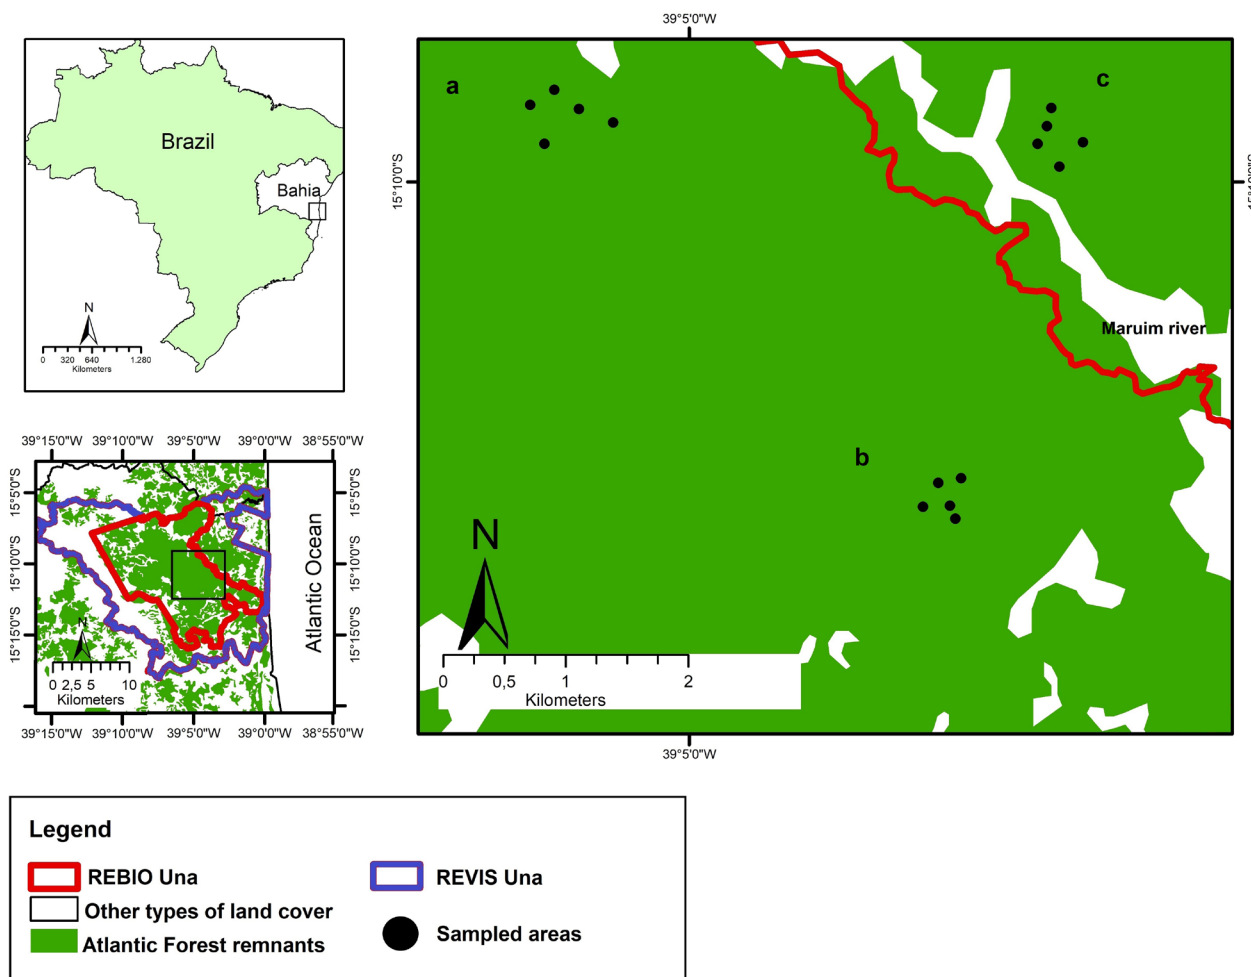 Brazil
Bahia
N
0 320 640 1.280
Kilometers
39°5'0"W
a
c
15°10'0"S
15°10'0"S
Maruim river
b
N
0 0,5 1 2
Kilometers
39°5'0"W
39°15'0"W 39°10'0"W 39°5'0"W 39°0'0"W 38°55'0"W
15°5'0"S
15°10'0"S
15°15'0"S
15°5'0"S
15°10'0"S
15°15'0"S
Atlantic Ocean
N
0 2,5 5 10
Kilometers
39°15'0"W 39°10'0"W 39°5'0"W 39°0'0"W 38°55'0"W
Legend
REBIO Una
REVIS Una
Other types of land cover
Sampled areas
Atlantic Forest remnants